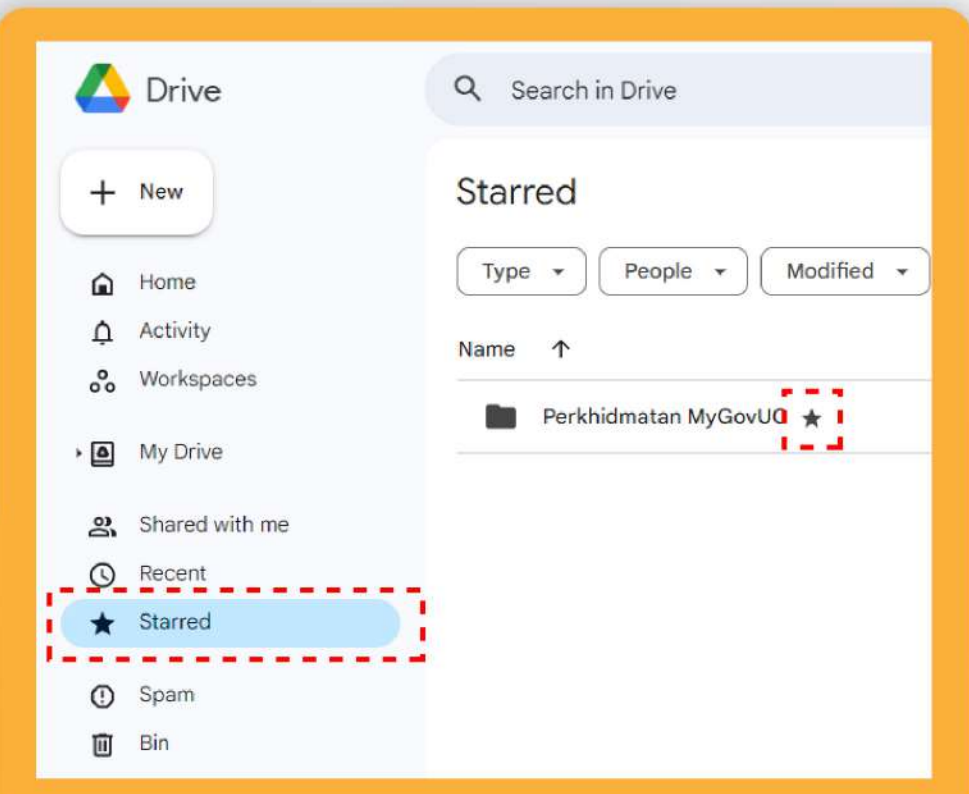 Drive
Search in Drive
New
Starred
Type
People
Modified
Home
Activity
Workspaces
Name
Perkhidmatan MyGovUC
My Drive
Shared with me
Recent
Starred
Spam
Bin